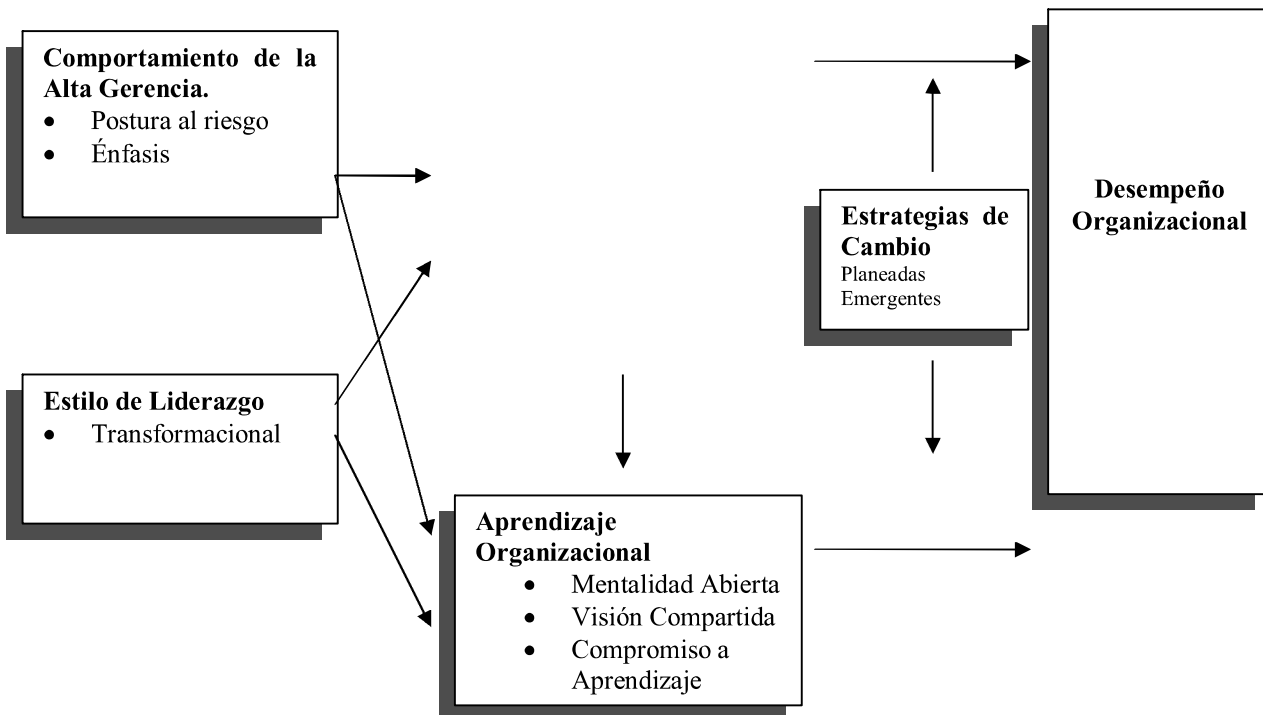 Comportamiento de la
Alta Gerencia.
• Postura al riesgo
• Énfasis
Estilo de Liderazgo
• Transformacional
Aprendizaje
Organizacional
• Mentalidad Abierta
• Visión Compartida
• Compromiso a
Aprendizaje
Estrategias de
Cambio
Planeadas
Emergentes
Desempeño
Organizacional